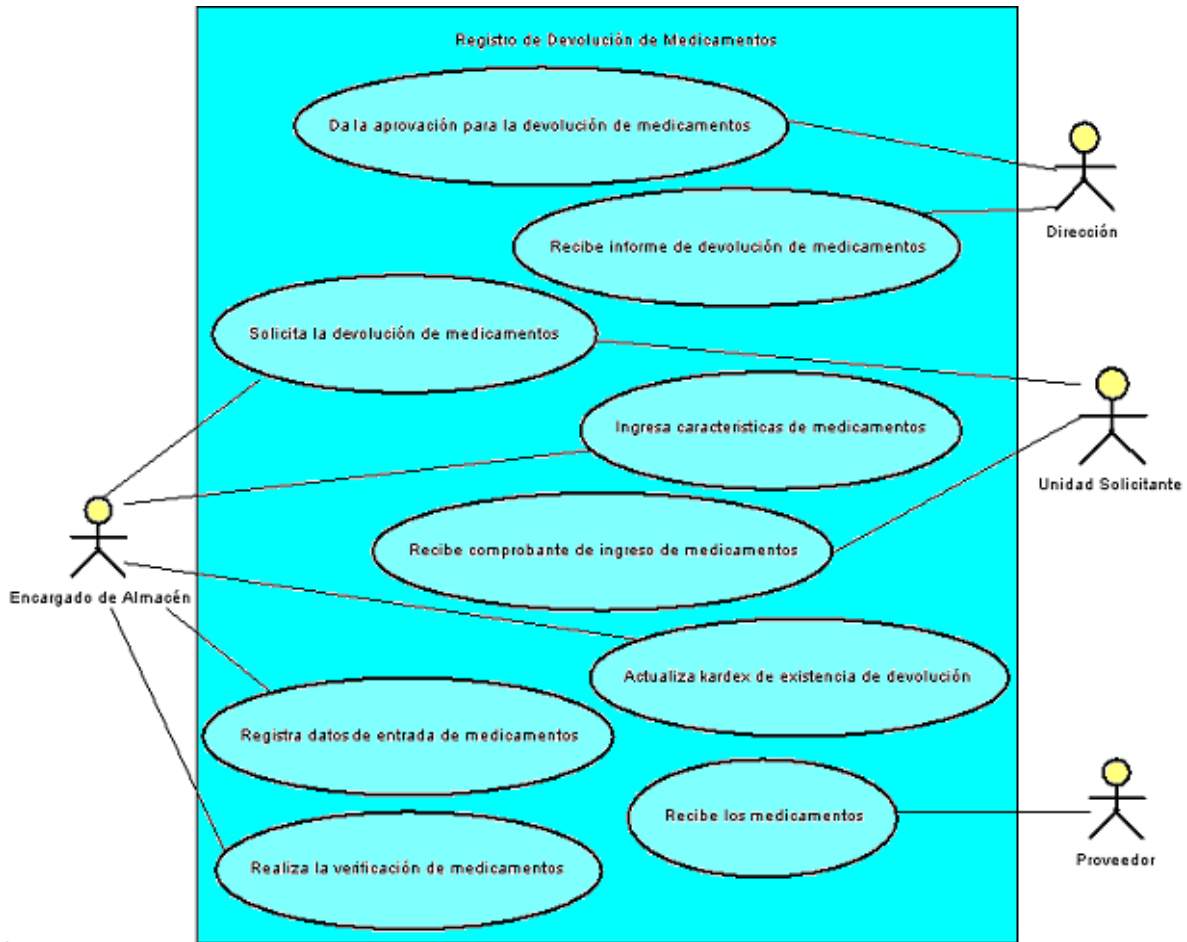 Registro de Devolución de Medicamentos
Da la aprovación para la devolución de medicamentos
Recibe informe de devolución de medicamentos
Dirección
Solicita la devolución de medicamentos
Ingresa caracteristicas de medicamentos
Unidad Solicitante
Recibe comprobante de ingreso de medicamentos
Encargado de Almacén
Actualiza kardex de existencia de devolución
Registra datos de entrada de medicamentos
Recibe los medicamentos
Proveedor
Realiza la verificación de medicamentos